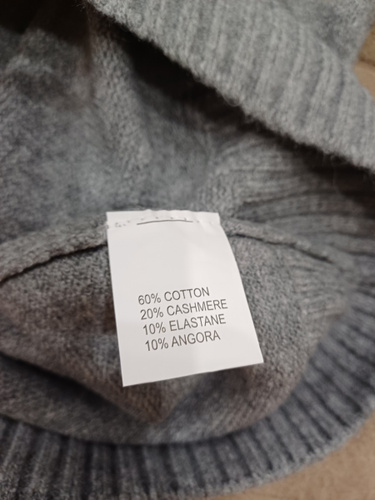 60% COTTON
20% CASHMERE
10% ELASTANE
10% ANGORA